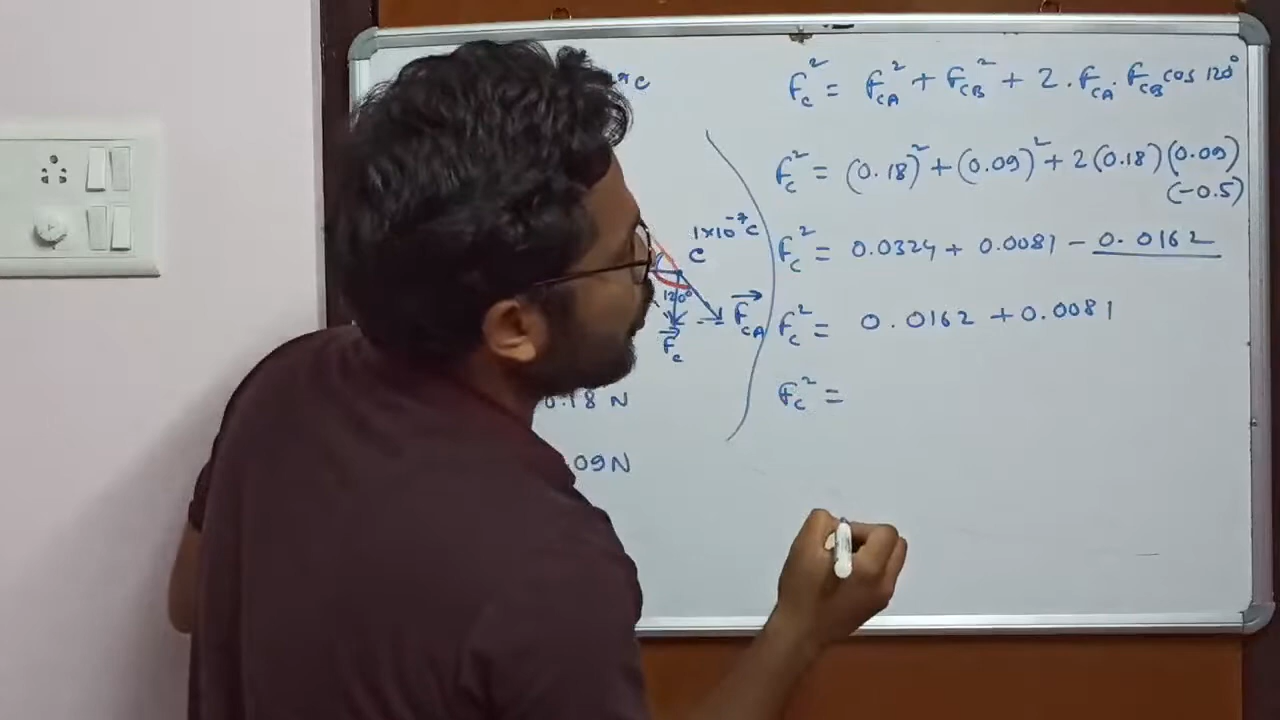 F_c² = F_CA² + F_CB² + 2 . F_CA . F_CB cos 120°
F_c² = (0.18)² + (0.09)² + 2(0.18)(0.09)
(-0.5)
F_c² = 0.0324 + 0.0081 - 0.0162
F_c² = 0.0162 + 0.0081
F_c² =
c
1×10⁻⁷C
C
120°
F_CA
F_c
0.18 N
09N